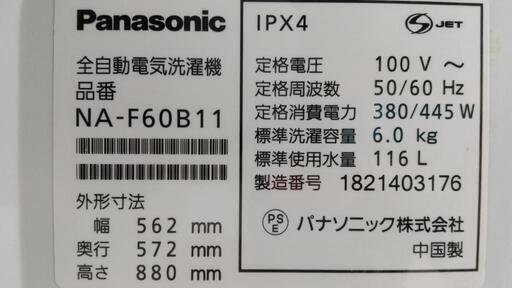 Panasonic
全自動電気洗濯機
品番
NA-F60B11
外形寸法
幅 562 mm
奥行 572 mm
高さ 880 mm
IPX4
JET
定格電圧 100 V ～
定格周波数 50/60 Hz
定格消費電力 380/445 W
標準洗濯容量 6.0 kg
標準使用水量 116 L
製造番号 1821403176
PS
E パナソニック株式会社
中国製